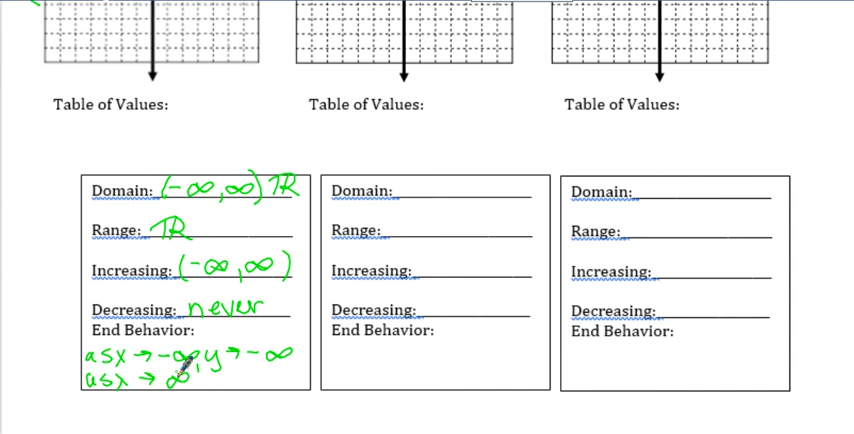 Table of Values: Table of Values: Table of Values:
Domain: (-∞, ∞) ℝ
Range: ℝ
Increasing: (-∞, ∞)
Decreasing: never
End Behavior:
as x → -∞, y → -∞
as x → ∞
Domain:
Range:
Increasing:
Decreasing:
End Behavior:
Domain:
Range:
Increasing:
Decreasing:
End Behavior: